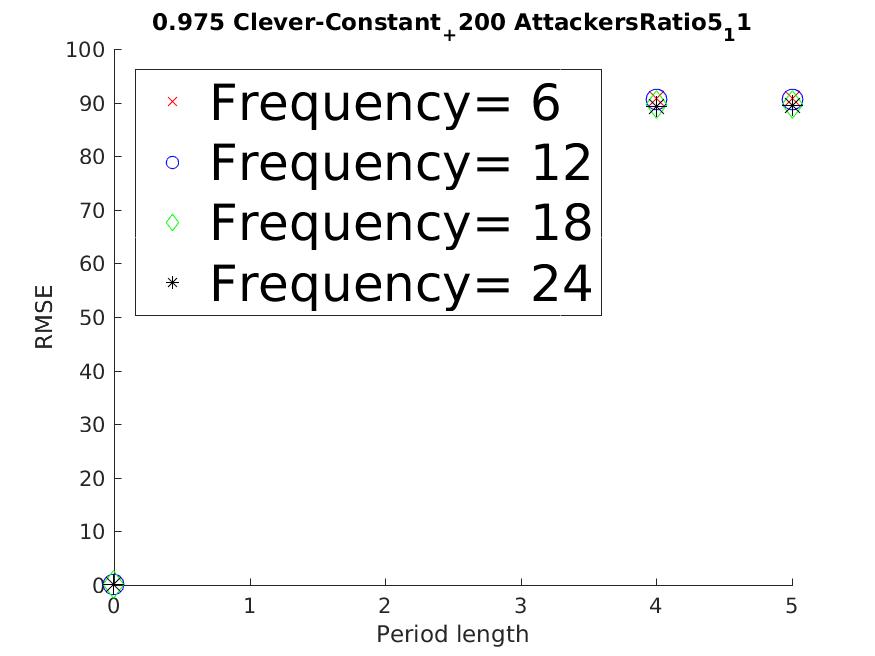 0.975 Clever-Constant+200 AttackersRatio511
100
90
80
70
60
50
40
30
20
10
0
RMSE
Frequency= 6
Frequency= 12
Frequency= 18
Frequency= 24
0 1 2 3 4 5
Period length